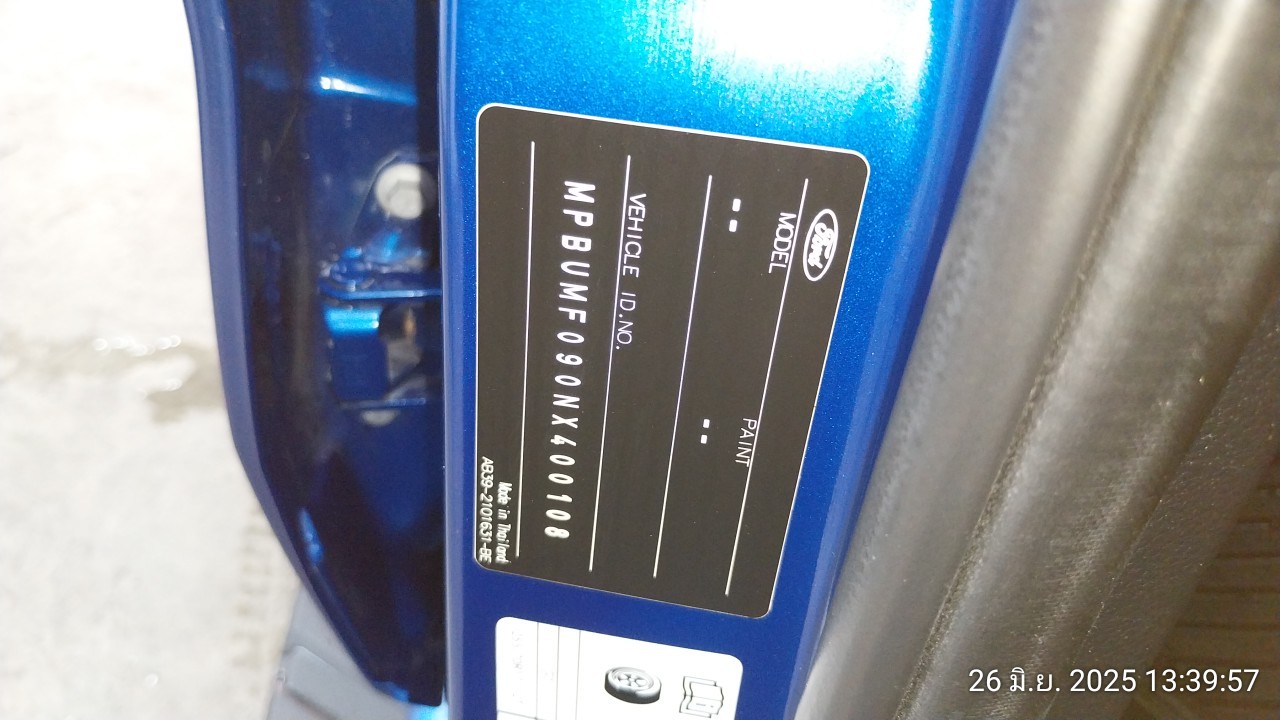 Ford
MODEL PAINT
-- --
VEHICLE ID.NO.
MPBUMF090NX400108
Made in Thailand
AB39-2101631-BE
26 มิ.ย. 2025 13:39:57